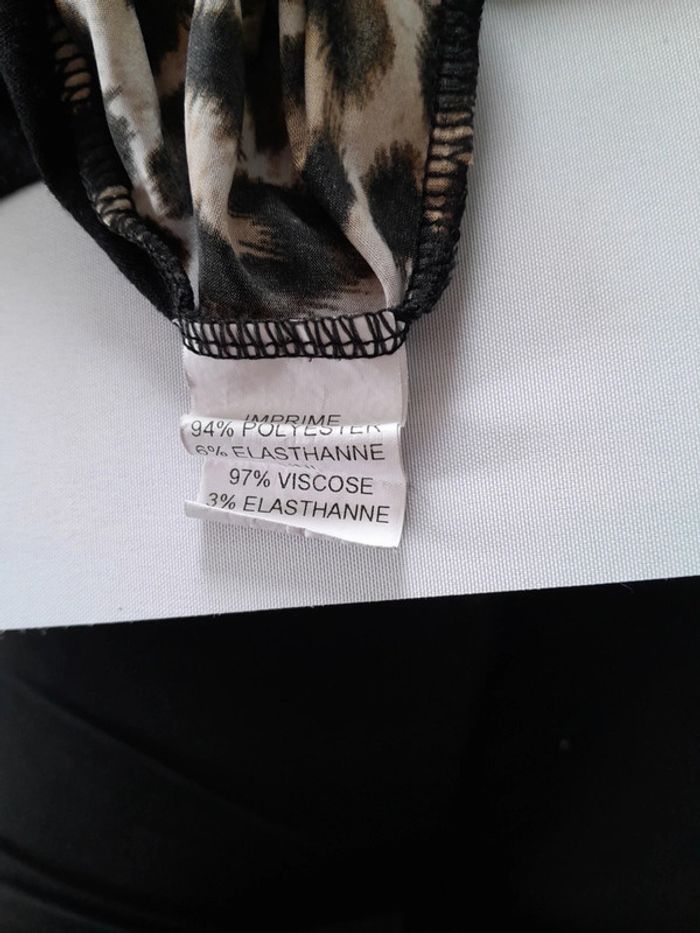 IMPRIME
94% POLYESTER
6% ELASTHANNE
97% VISCOSE
3% ELASTHANNE